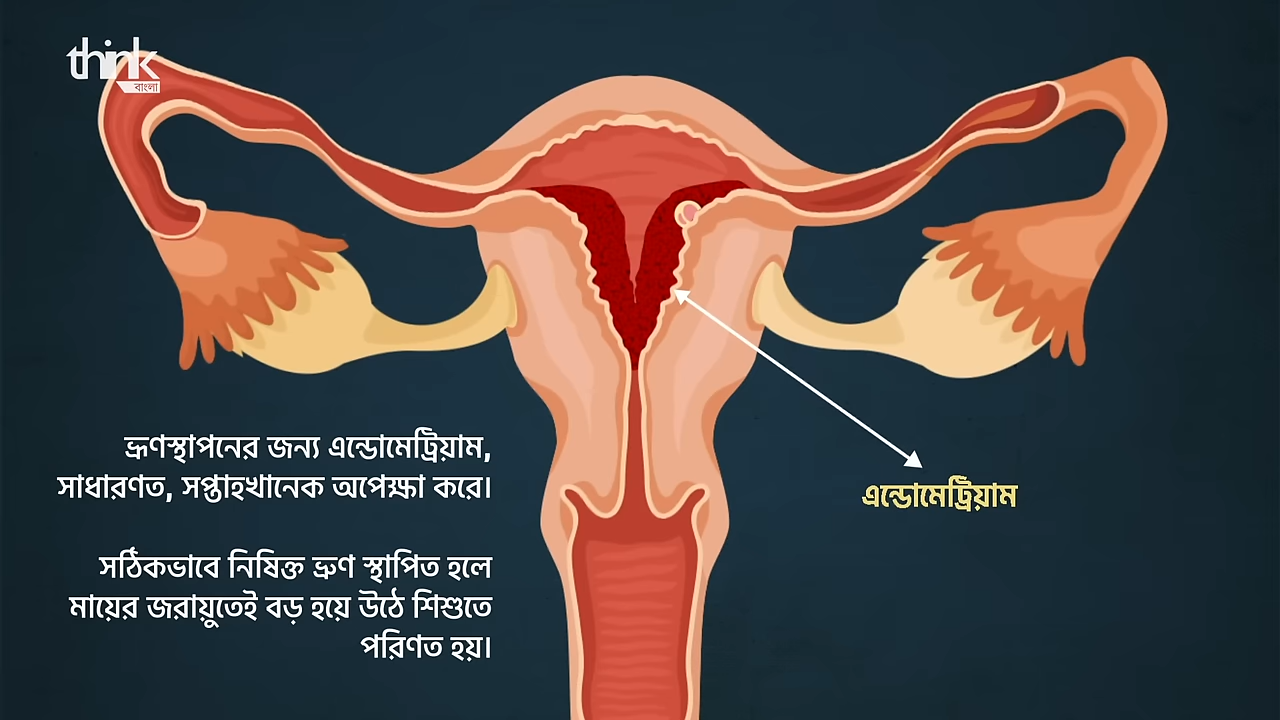 think
বাংলা
ভ্রূণস্থাপনের জন্য এন্ডোমেট্রিয়াম,
সাধারণত, সপ্তাহখানেক অপেক্ষা করে।
সঠিকভাবে নিষিক্ত ভ্রুণ স্থাপিত হলে
মায়ের জরায়ুতেই বড় হয়ে উঠে শিশুতে
পরিণত হয়।
এন্ডোমেট্রিয়াম